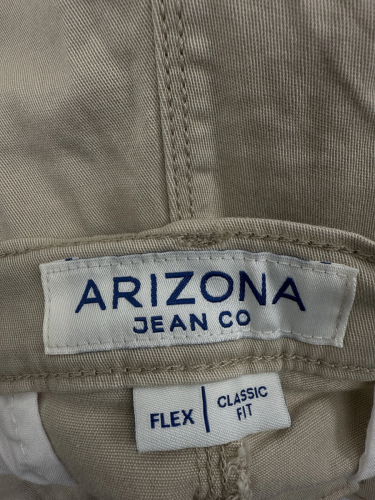 ARIZONA
JEAN CO
FLEX | CLASSIC
FIT